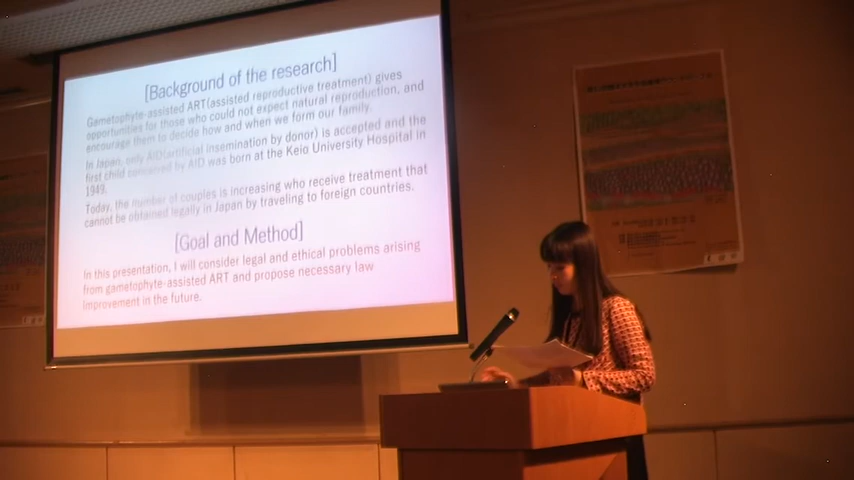 [Background of the research]
Gametophyte-assisted ART(assisted reproductive treatment) gives
opportunities for those who could not expect natural reproduction, and
encourage them to decide how and when we form our family.
In Japan, only AID(artificial insemination by donor) is accepted and the
first child conceived by AID was born at the Keio University Hospital in
1949.
Today, the number of couples is increasing who receive treatment that
cannot be obtained legally in Japan by traveling to foreign countries.
[Goal and Method]
In this presentation, I will consider legal and ethical problems arising
from gametophyte-assisted ART and propose necessary law
improvement in the future.